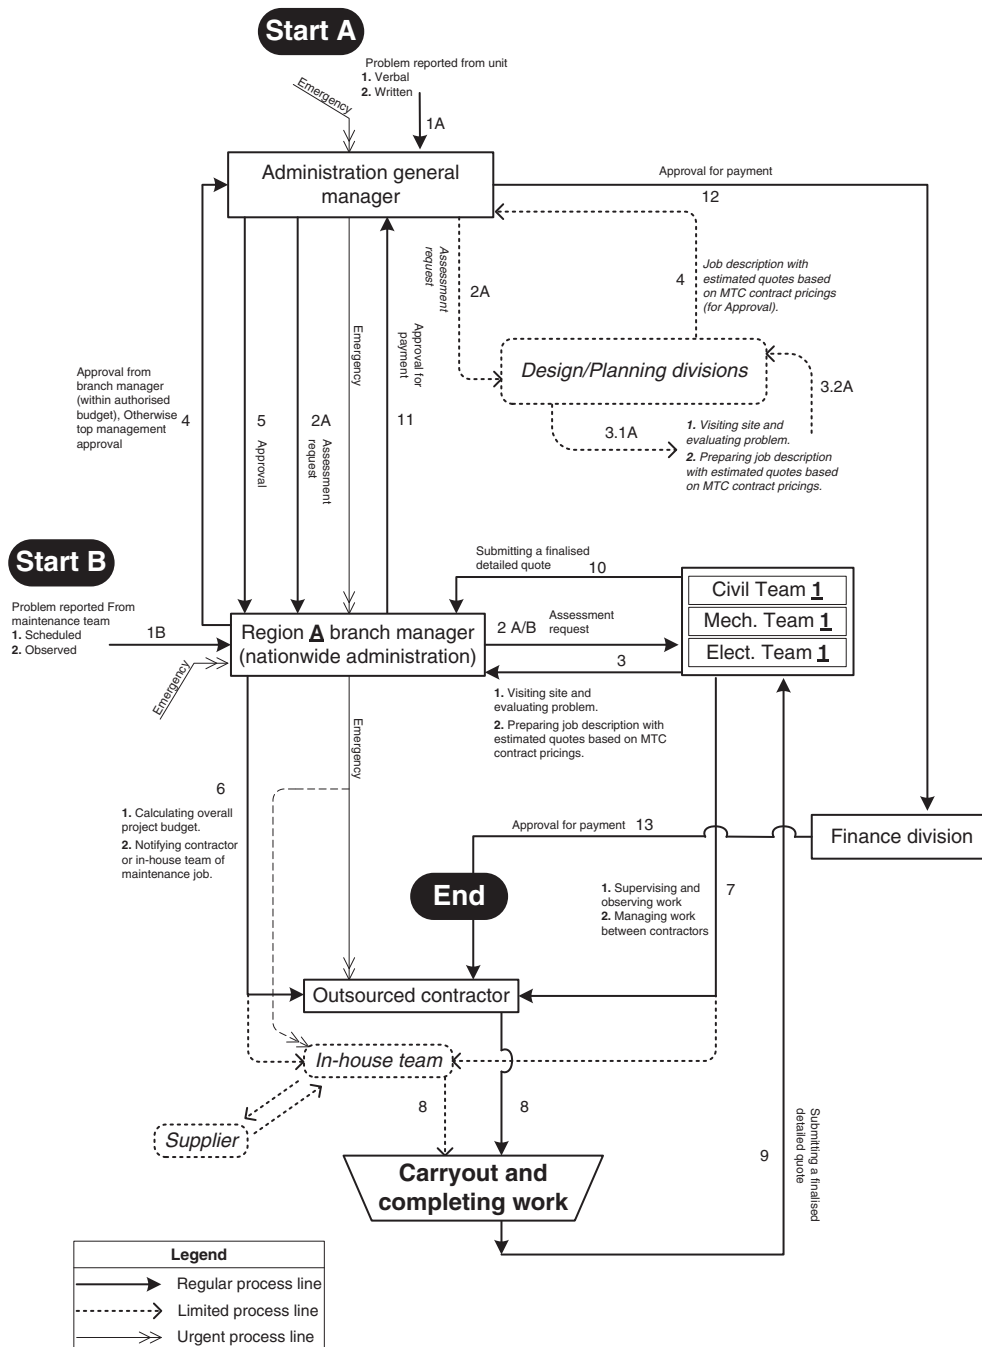 Start A
Problem reported from unit
1. Verbal
2. Written
Emergency
1A
Administration general
manager
Approval for payment
12
Assessment
request
2A
4
Job description with
estimated quotes based
on MTC contract pricings
(for Approval).
Emergency
Approval for
payment
Design/Planning divisions
3.2A
3.1A
1. Visiting site and
evaluating problem.
2. Preparing job description
with estimated quotes based
on MTC contract pricings.
Approval from
branch manager
(within authorised
budget), Otherwise
top management
approval
4
5
Approval
2A
Assessment
request
11
Start B
Problem reported From
maintenance team
1. Scheduled
2. Observed
1B
Emergency
Submitting a finalised
detailed quote
10
Region A branch manager
(nationwide administration)
2 A/B
Assessment
request
3
Civil Team 1
Mech. Team 1
Elect. Team 1
1. Visiting site and
evaluating problem.
2. Preparing job description with
estimated quotes based on MTC
contract pricings.
Emergency
6
1. Calculating overall
project budget.
2. Notifying contractor
or in-house team of
maintenance job.
Approval for payment
13
Finance division
End
1. Supervising and
observing work
2. Managing work
between contractors
7
Outsourced contractor
In-house team
Supplier
8
8
Carryout and
completing work
9
Submitting a finalised
detailed quote
Legend
Regular process line
Limited process line
Urgent process line